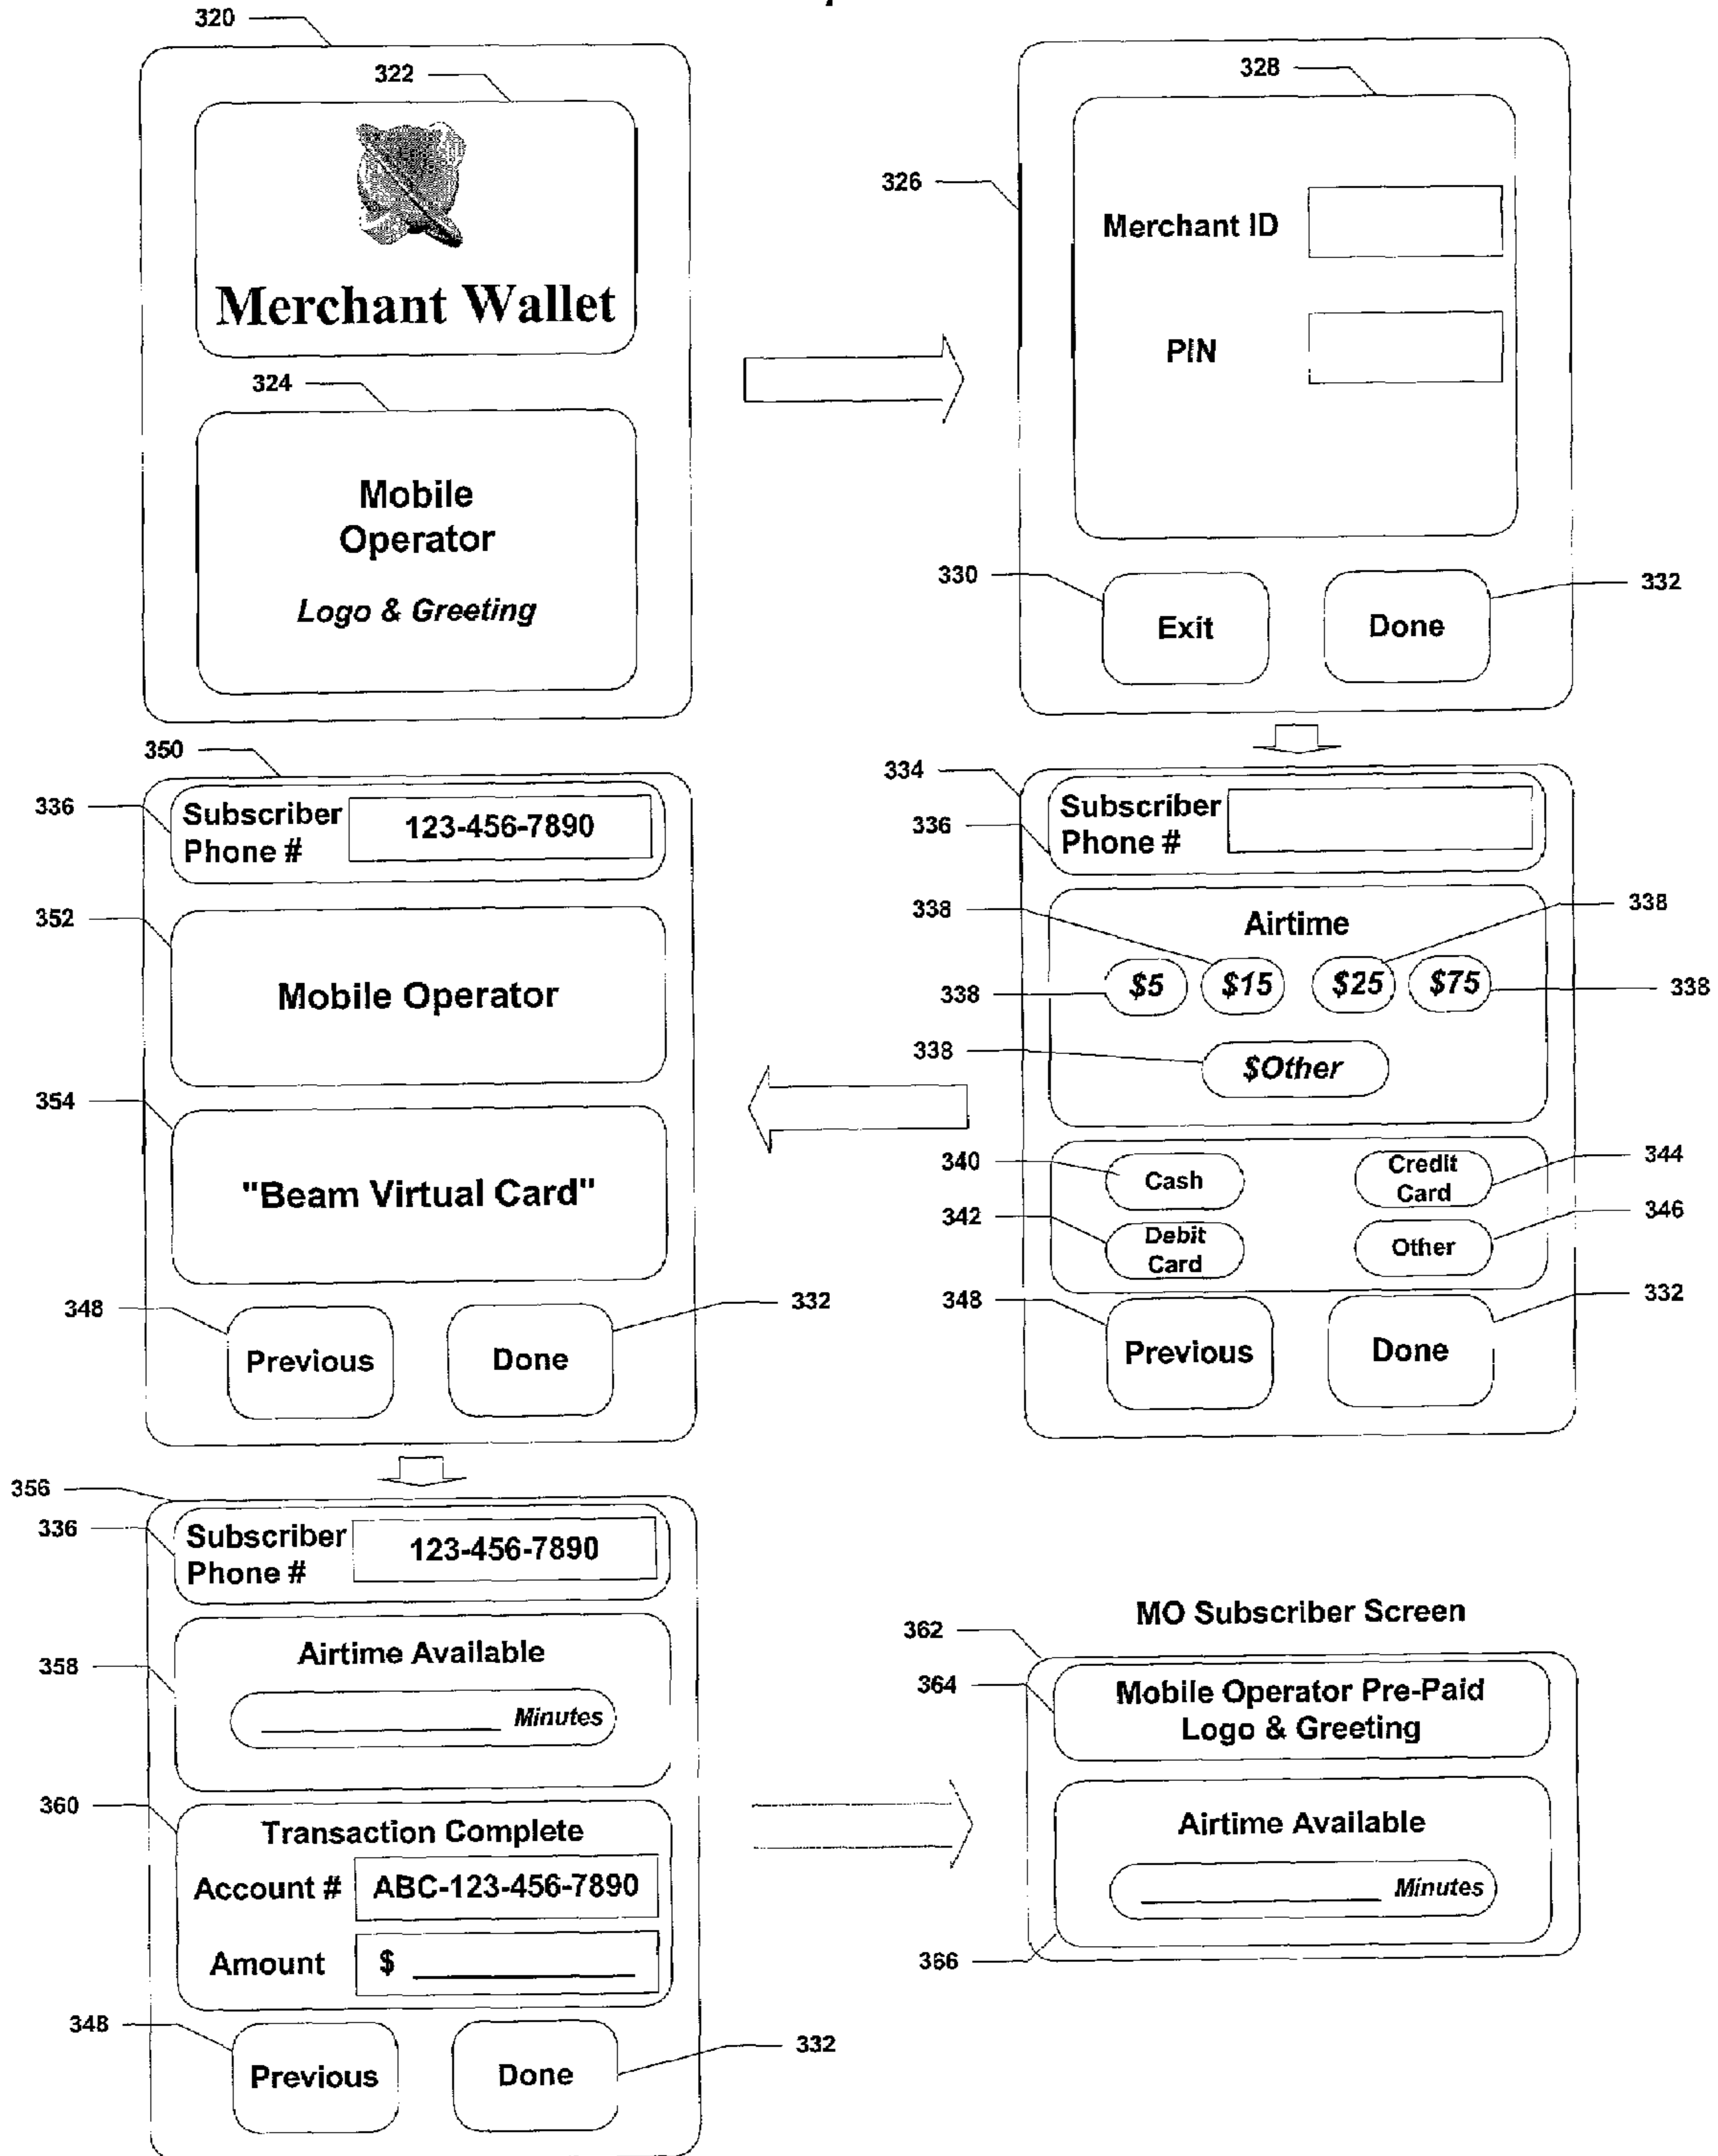 320
322
Merchant Wallet
324
Mobile
Operator
Logo & Greeting
328
326
Merchant ID
PIN
330
332
Exit
Done
350
336
Subscriber
Phone #
123-456-7890
352
Mobile Operator
354
"Beam Virtual Card"
348
332
Previous
Done
334
336
Subscriber
Phone #
338
338
Airtime
338
$5
$15
$25
$75
338
338
$Other
340
Cash
Credit
Card
344
342
Debit
Card
Other
346
348
332
Previous
Done
356
336
Subscriber
Phone #
123-456-7890
358
Airtime Available
Minutes
360
Transaction Complete
Account #
ABC-123-456-7890
Amount
$
348
332
Previous
Done
MO Subscriber Screen
362
364
Mobile Operator Pre-Paid
Logo & Greeting
Airtime Available
Minutes
366